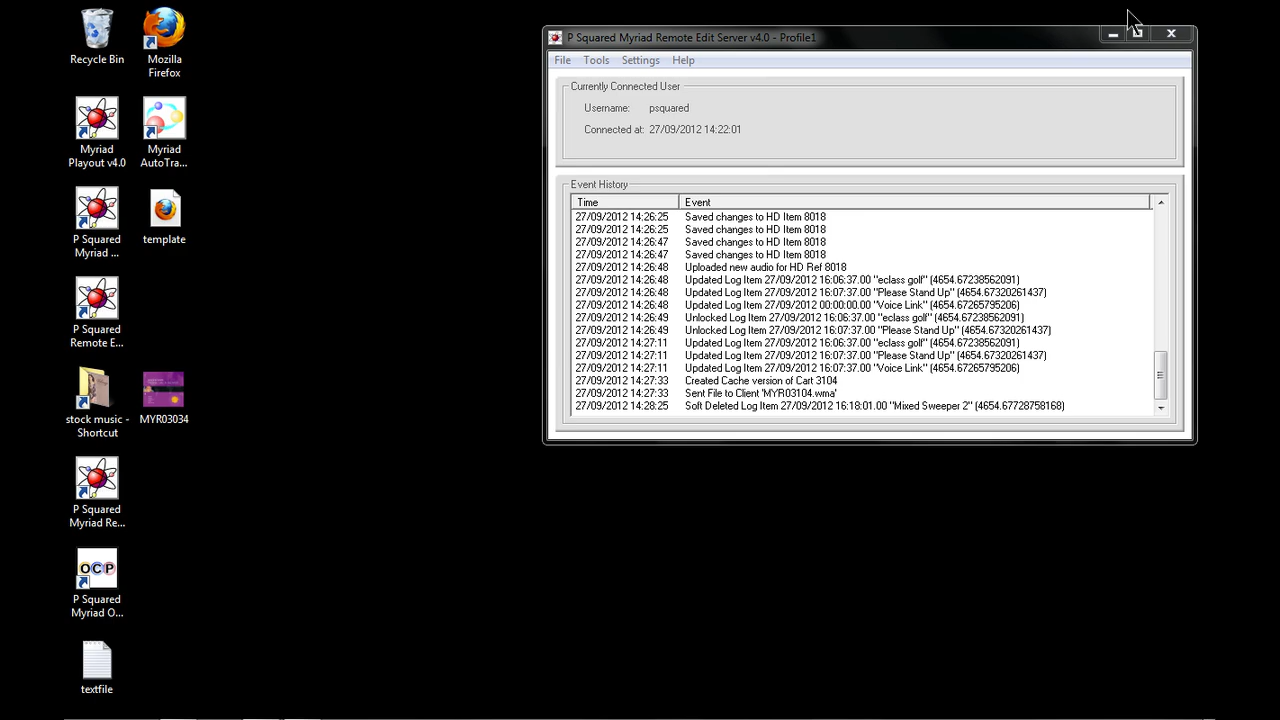 Recycle Bin
Mozilla
Firefox
Myriad
Playout v4.0
Myriad
AutoTra...
P Squared
Myriad ...
template
P Squared
Remote E...
stock music -
Shortcut
MYR03034
P Squared
Myriad Re...
OCP
P Squared
Myriad O...
textfile
P Squared Myriad Remote Edit Server v4.0 - Profile1
File Tools Settings Help
Currently Connected User
Username: psquared
Connected at: 27/09/2012 14:22:01
Event History
Time Event
27/09/2012 14:26:25 Saved changes to HD Item 8018
27/09/2012 14:26:25 Saved changes to HD Item 8018
27/09/2012 14:26:47 Saved changes to HD Item 8018
27/09/2012 14:26:47 Saved changes to HD Item 8018
27/09/2012 14:26:48 Uploaded new audio for HD Ref 8018
27/09/2012 14:26:48 Updated Log Item 27/09/2012 16:06:37.00 "eclass golf" (4654.67238562091)
27/09/2012 14:26:48 Updated Log Item 27/09/2012 16:07:37.00 "Please Stand Up" (4654.67320261437)
27/09/2012 14:26:48 Updated Log Item 27/09/2012 00:00:00.00 "Voice Link" (4654.67265795206)
27/09/2012 14:26:49 Unlocked Log Item 27/09/2012 16:06:37.00 "eclass golf" (4654.67238562091)
27/09/2012 14:26:49 Unlocked Log Item 27/09/2012 16:07:37.00 "Please Stand Up" (4654.67320261437)
27/09/2012 14:27:11 Updated Log Item 27/09/2012 16:06:37.00 "eclass golf" (4654.67238562091)
27/09/2012 14:27:11 Updated Log Item 27/09/2012 16:07:37.00 "Please Stand Up" (4654.67320261437)
27/09/2012 14:27:11 Updated Log Item 27/09/2012 16:07:37.00 "Voice Link" (4654.67265795206)
27/09/2012 14:27:33 Created Cache version of Cart 3104
27/09/2012 14:27:33 Sent File to Client 'MYR03104.wma'
27/09/2012 14:28:25 Soft Deleted Log Item 27/09/2012 16:18:01.00 "Mixed Sweeper 2" (4654.67728758168)